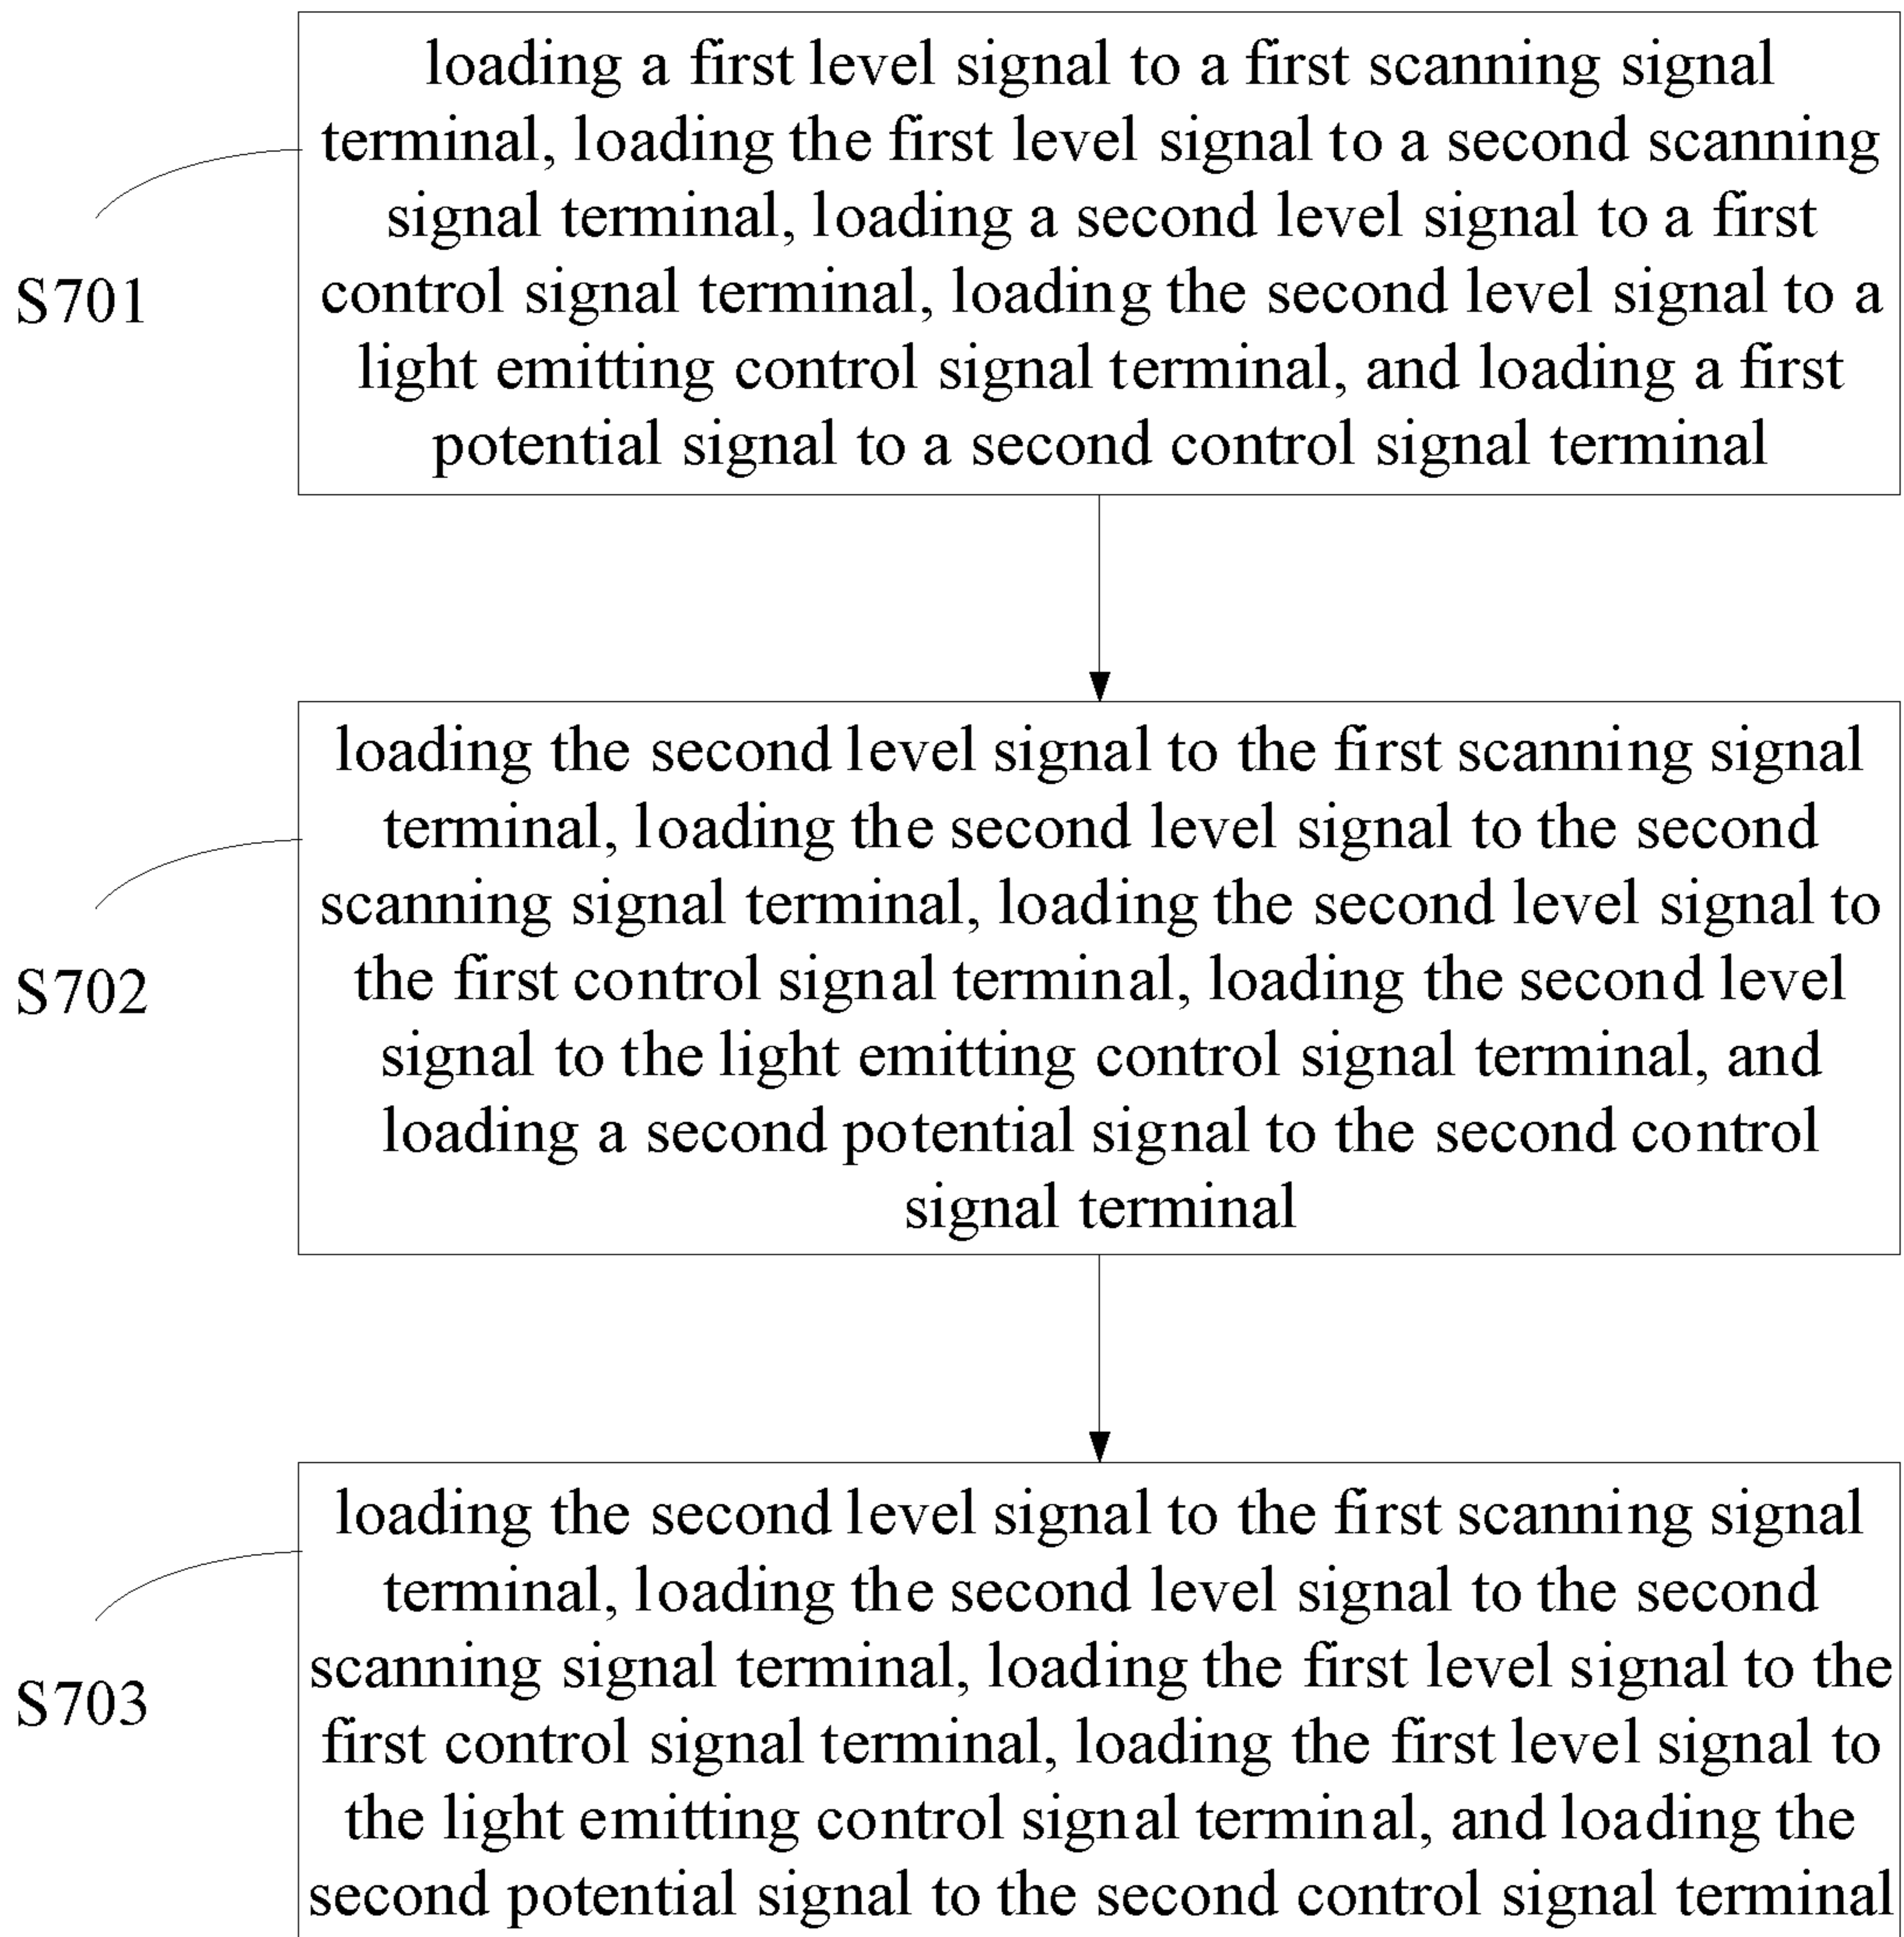 loading a first level signal to a first scanning signal
terminal, loading the first level signal to a second scanning
signal terminal, loading a second level signal to a first
control signal terminal, loading the second level signal to a
light emitting control signal terminal, and loading a first
potential signal to a second control signal terminal
S701
loading the second level signal to the first scanning signal
terminal, loading the second level signal to the second
scanning signal terminal, loading the second level signal to
the first control signal terminal, loading the second level
signal to the light emitting control signal terminal, and
loading a second potential signal to the second control
signal terminal
S702
loading the second level signal to the first scanning signal
terminal, loading the second level signal to the second
scanning signal terminal, loading the first level signal to the
first control signal terminal, loading the first level signal to
the light emitting control signal terminal, and loading the
second potential signal to the second control signal terminal
S703